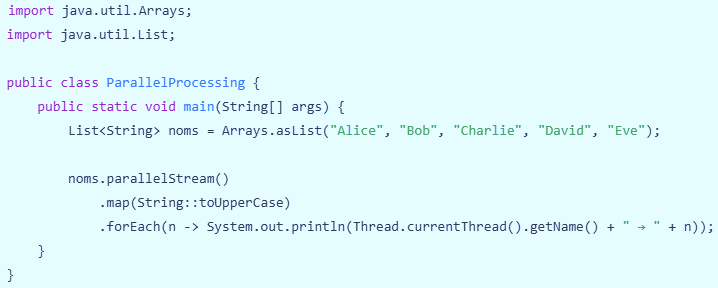 import java.util.Arrays;
import java.util.List;

public class ParallelProcessing {
    public static void main(String[] args) {
        List<String> noms = Arrays.asList("Alice", "Bob", "Charlie", "David", "Eve");

        noms.parallelStream()
            .map(String::toUpperCase)
            .forEach(n -> System.out.println(Thread.currentThread().getName() + " → " + n));
    }
}